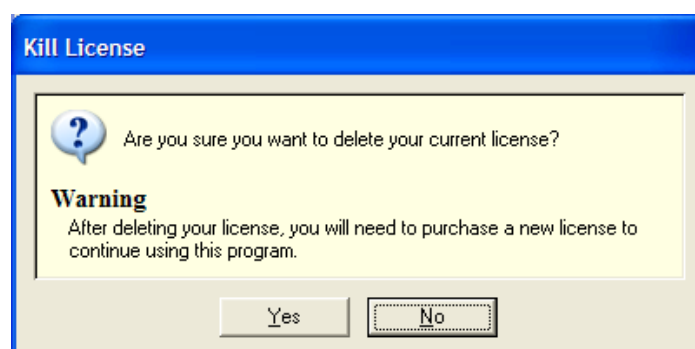 Kill License
Are you sure you want to delete your current license?
Warning
After deleting your license, you will need to purchase a new license to
continue using this program.
Yes No